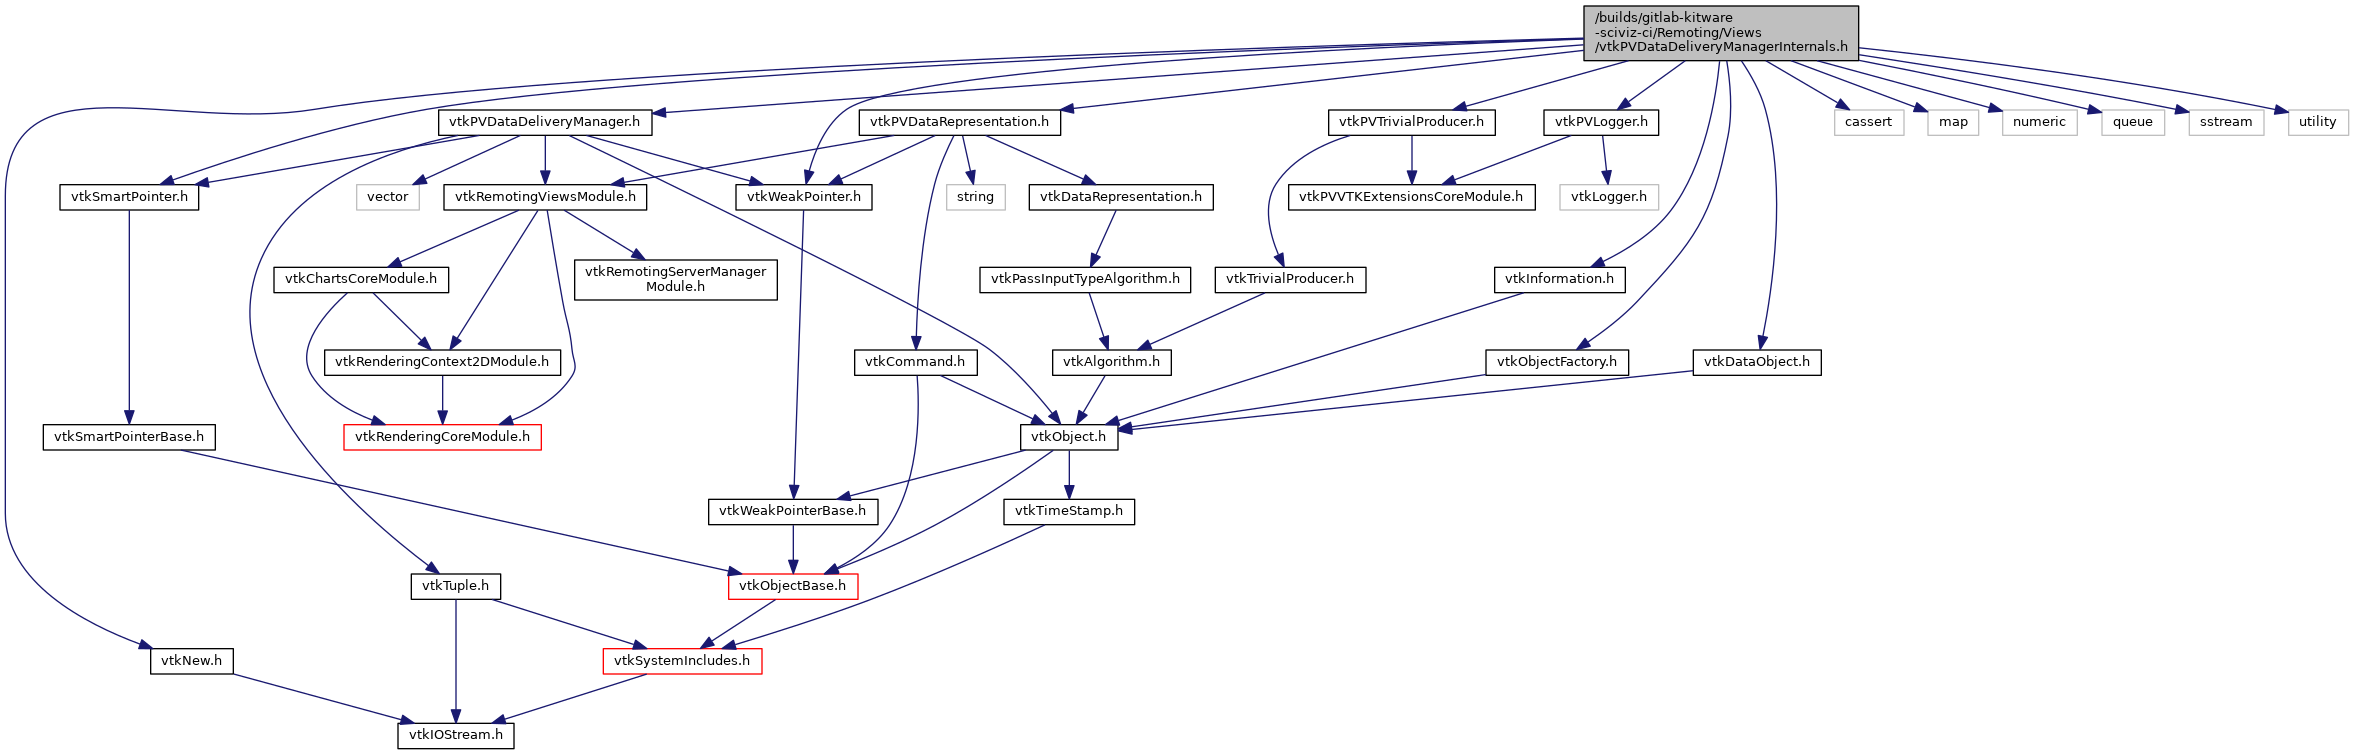 /builds/gitlab-kitware
-sciviz-ci/Remoting/Views
/vtkPVDataDeliveryManagerInternals.h
vtkPVDataDeliveryManager.h
vtkPVDataRepresentation.h
vtkPVTrivialProducer.h
vtkPVLogger.h
cassert
map
numeric
queue
sstream
utility
vtkSmartPointer.h
vector
vtkRemotingViewsModule.h
vtkWeakPointer.h
string
vtkDataRepresentation.h
vtkPVVTKExtensionsCoreModule.h
vtkLogger.h
vtkChartsCoreModule.h
vtkRemotingServerManager
Module.h
vtkPassInputTypeAlgorithm.h
vtkTrivialProducer.h
vtkInformation.h
vtkRenderingContext2DModule.h
vtkCommand.h
vtkAlgorithm.h
vtkObjectFactory.h
vtkDataObject.h
vtkSmartPointerBase.h
vtkRenderingCoreModule.h
vtkObject.h
vtkWeakPointerBase.h
vtkTimeStamp.h
vtkTuple.h
vtkObjectBase.h
vtkNew.h
vtkSystemIncludes.h
vtkIOStream.h